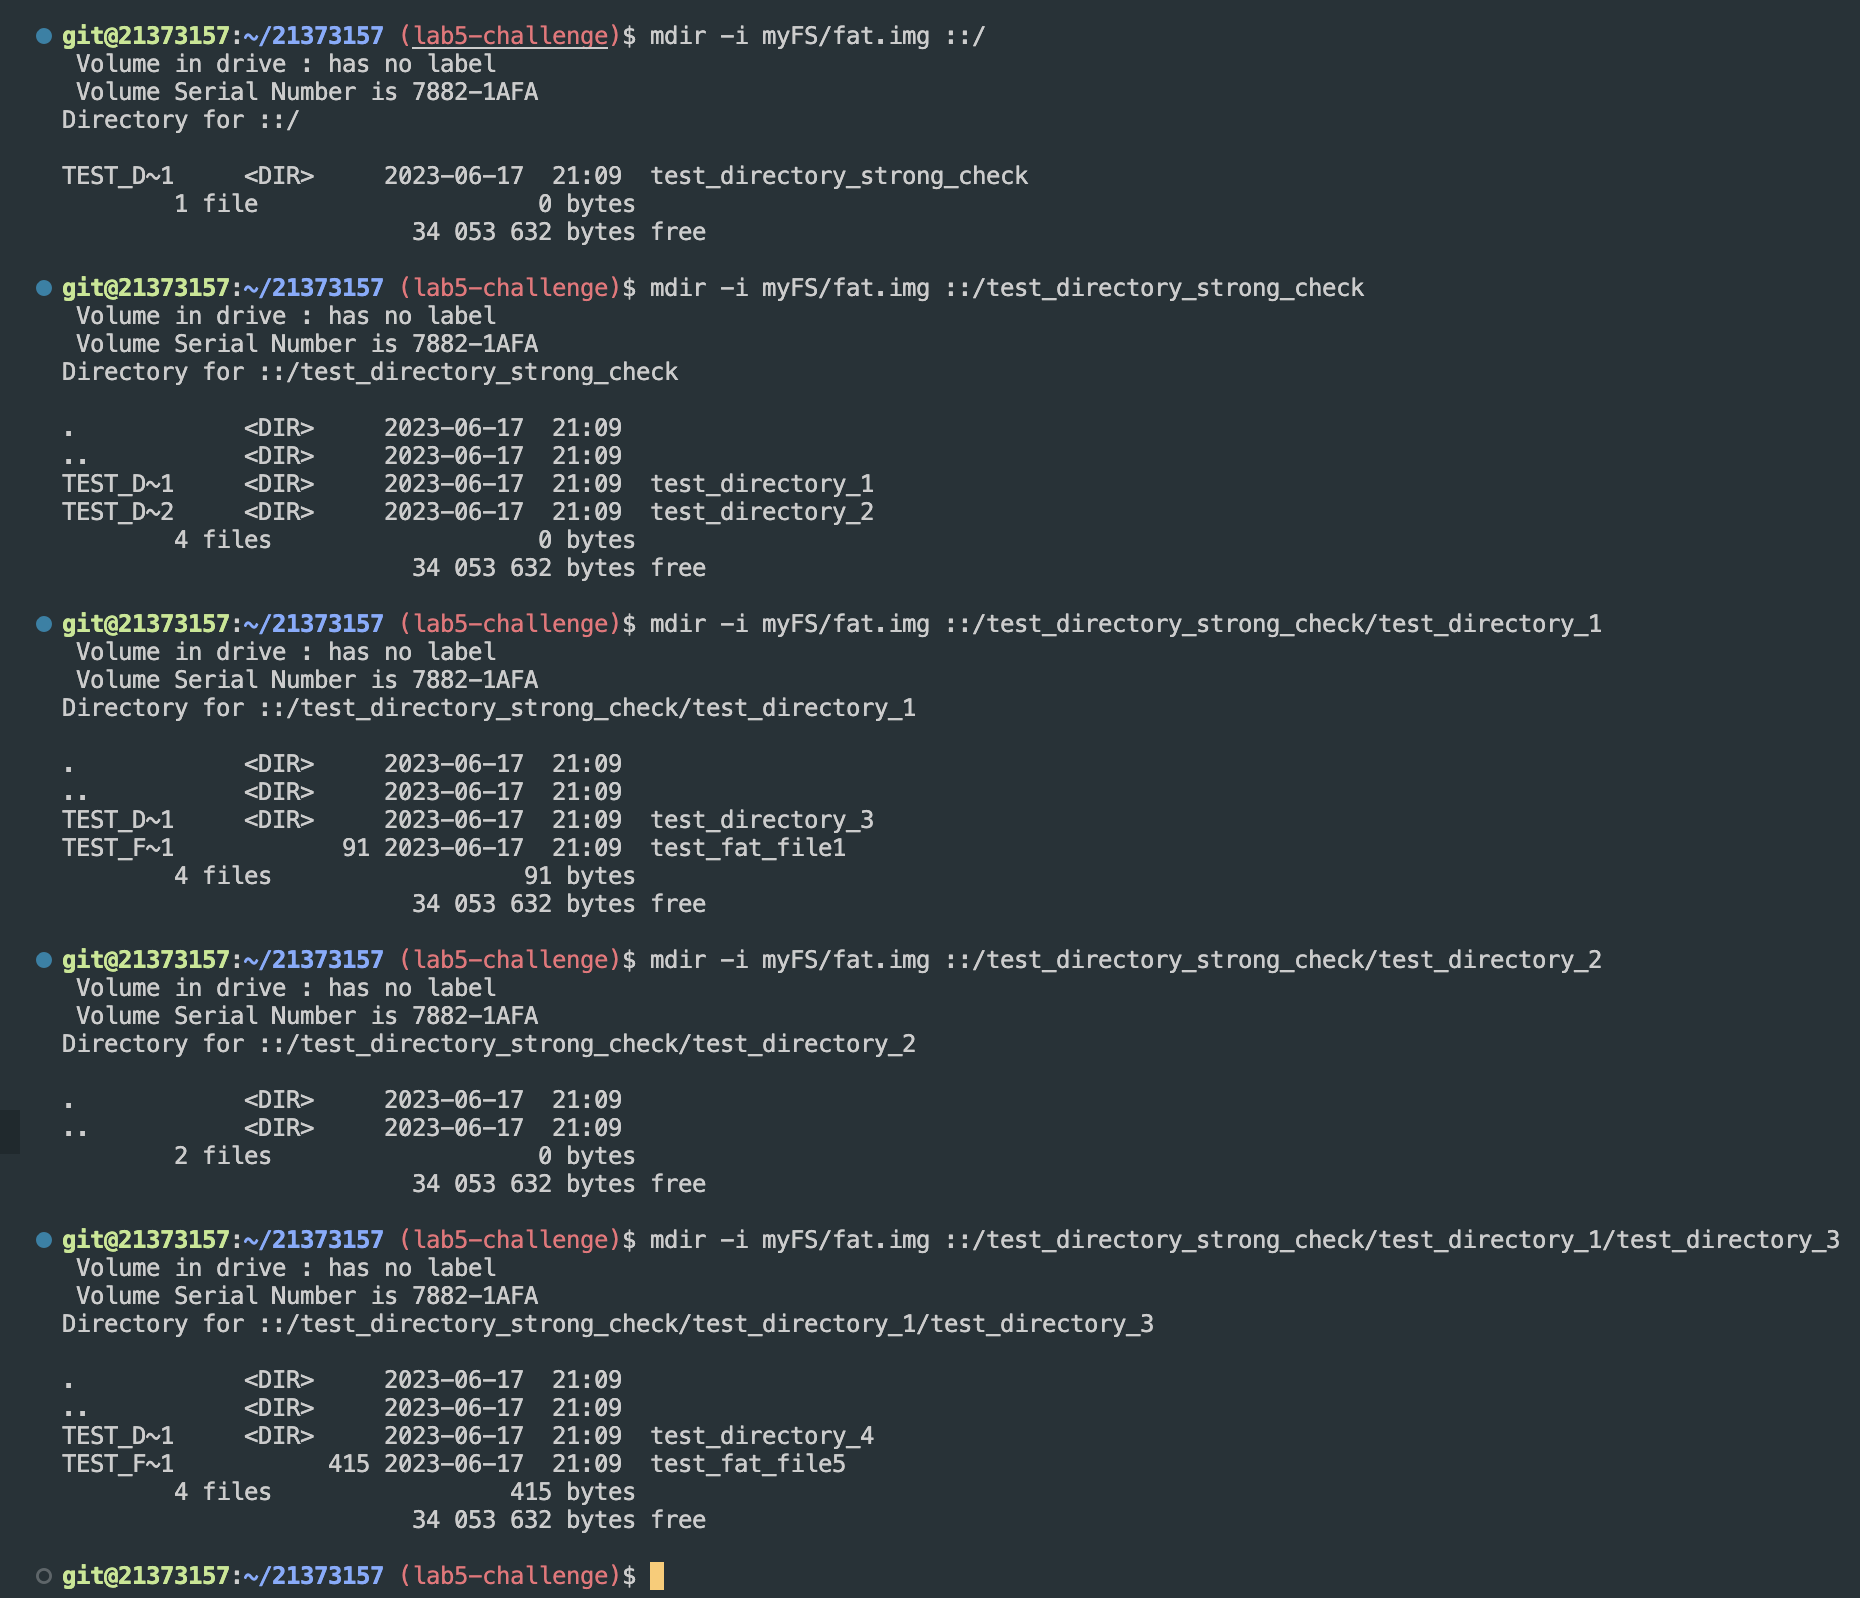 git@21373157:~/21373157 (lab5-challenge)$ mdir -i myFS/fat.img ::/
 Volume in drive : has no label
 Volume Serial Number is 7882-1AFA
Directory for ::/

TEST_D~1     <DIR>     2023-06-17  21:09  test_directory_strong_check
        1 file                    0 bytes
                         34 053 632 bytes free

git@21373157:~/21373157 (lab5-challenge)$ mdir -i myFS/fat.img ::/test_directory_strong_check
 Volume in drive : has no label
 Volume Serial Number is 7882-1AFA
Directory for ::/test_directory_strong_check

.            <DIR>     2023-06-17  21:09
..           <DIR>     2023-06-17  21:09
TEST_D~1     <DIR>     2023-06-17  21:09  test_directory_1
TEST_D~2     <DIR>     2023-06-17  21:09  test_directory_2
        4 files                   0 bytes
                         34 053 632 bytes free

git@21373157:~/21373157 (lab5-challenge)$ mdir -i myFS/fat.img ::/test_directory_strong_check/test_directory_1
 Volume in drive : has no label
 Volume Serial Number is 7882-1AFA
Directory for ::/test_directory_strong_check/test_directory_1

.            <DIR>     2023-06-17  21:09
..           <DIR>     2023-06-17  21:09
TEST_D~1     <DIR>     2023-06-17  21:09  test_directory_3
TEST_F~1            91 2023-06-17  21:09  test_fat_file1
        4 files                  91 bytes
                         34 053 632 bytes free

git@21373157:~/21373157 (lab5-challenge)$ mdir -i myFS/fat.img ::/test_directory_strong_check/test_directory_2
 Volume in drive : has no label
 Volume Serial Number is 7882-1AFA
Directory for ::/test_directory_strong_check/test_directory_2

.            <DIR>     2023-06-17  21:09
..           <DIR>     2023-06-17  21:09
        2 files                   0 bytes
                         34 053 632 bytes free

git@21373157:~/21373157 (lab5-challenge)$ mdir -i myFS/fat.img ::/test_directory_strong_check/test_directory_1/test_directory_3
 Volume in drive : has no label
 Volume Serial Number is 7882-1AFA
Directory for ::/test_directory_strong_check/test_directory_1/test_directory_3

.            <DIR>     2023-06-17  21:09
..           <DIR>     2023-06-17  21:09
TEST_D~1     <DIR>     2023-06-17  21:09  test_directory_4
TEST_F~1           415 2023-06-17  21:09  test_fat_file5
        4 files                 415 bytes
                         34 053 632 bytes free

git@21373157:~/21373157 (lab5-challenge)$